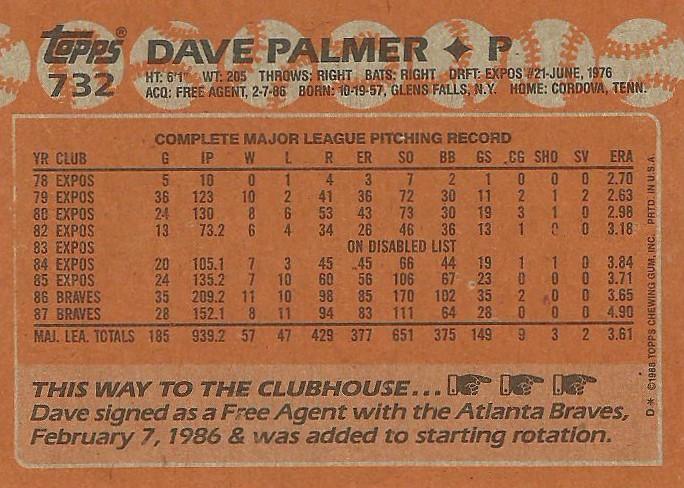 Topps
732
DAVE PALMER ✦ P
HT: 6'1" WT: 205 THROWS: RIGHT BATS: RIGHT DRFT: EXPOS #21-JUNE, 1976
ACQ: FREE AGENT, 2-7-86 BORN: 10-19-57, GLENS FALLS, N.Y. HOME: CORDOVA, TENN.
COMPLETE MAJOR LEAGUE PITCHING RECORD
YR CLUB G IP W L R ER SO BB GS CG SHO SV ERA
78 EXPOS 5 10 0 1 4 3 7 2 1 0 0 0 2.70
79 EXPOS 36 123 10 2 41 36 72 30 11 2 1 2 2.63
80 EXPOS 24 130 8 6 53 43 73 30 19 3 1 0 2.98
82 EXPOS 13 73.2 6 4 34 26 46 36 13 1 0 0 3.18
83 EXPOS ON DISABLED LIST
84 EXPOS 20 105.1 7 3 45 45 66 44 19 1 1 0 3.84
85 EXPOS 24 135.2 7 10 60 56 106 67 23 0 0 0 3.71
86 BRAVES 35 209.2 11 10 98 85 170 102 35 2 0 0 3.65
87 BRAVES 28 152.1 8 11 94 83 111 64 28 0 0 0 4.90
MAJ. LEA. TOTALS 185 939.2 57 47 429 377 651 375 149 9 3 2 3.61
THIS WAY TO THE CLUBHOUSE...
Dave signed as a Free Agent with the Atlanta Braves,
February 7, 1986 & was added to starting rotation.
D* ©1988 TOPPS CHEWING GUM, INC. PRTD. IN U.S.A.